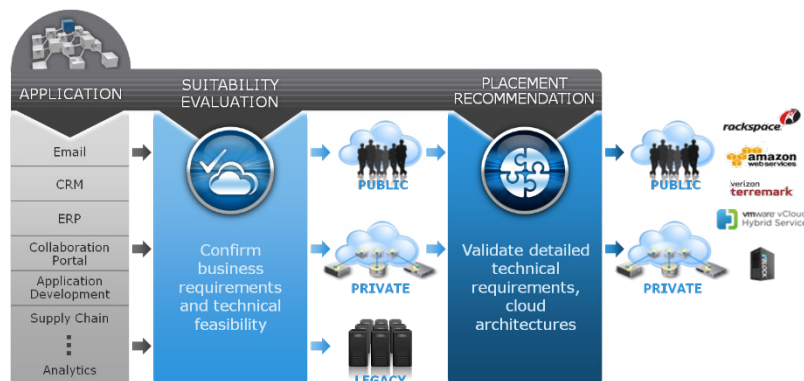 APPLICATION
SUITABILITY
EVALUATION
PLACEMENT
RECOMMENDATION
Email
CRM
ERP
Collaboration
Portal
Application
Development
Supply Chain
Analytics
Confirm
business
requirements
and technical
feasibility
PUBLIC
PRIVATE
LEGACY
Validate detailed
technical
requirements,
cloud
architectures
PUBLIC
PRIVATE
rackspace
amazon
web services
verizon
terremark
vmware vCloud
Hybrid Service
VBLOCK